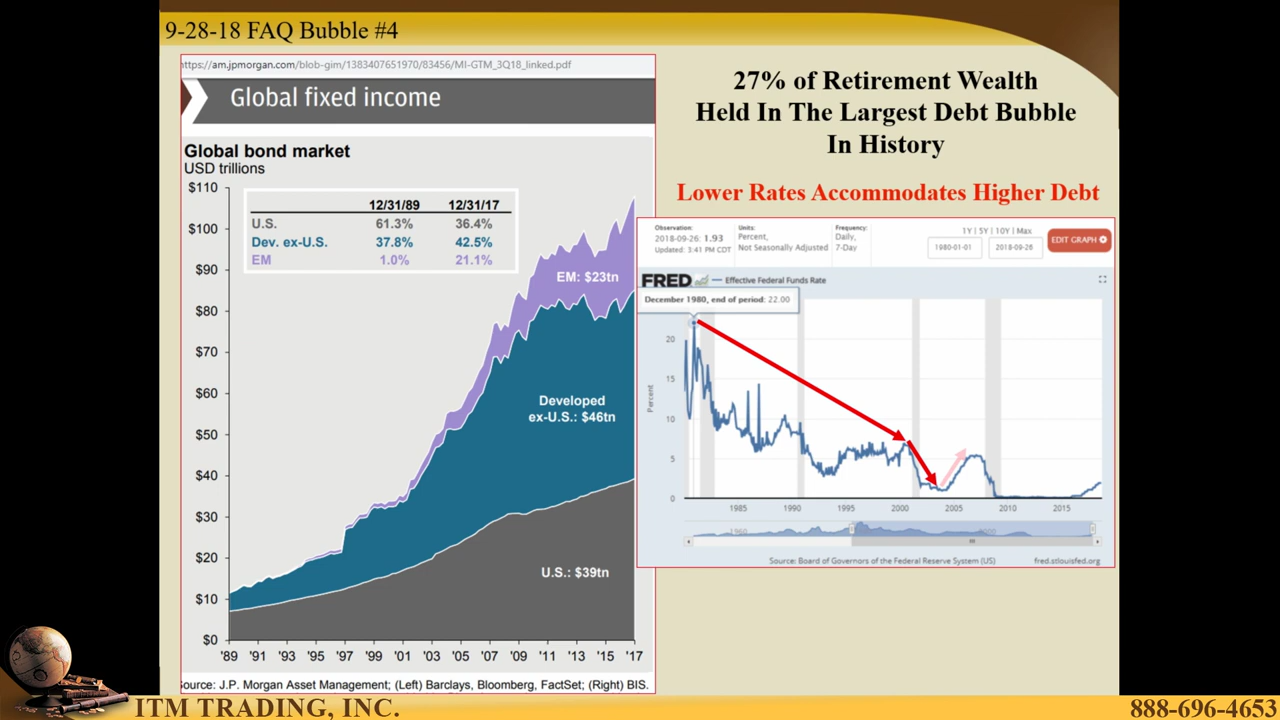 9-28-18 FAQ Bubble #4
ttps://am.jpmorgan.com/blob-gim/1383407651970/83456/MI-GTM_3Q18_linked.pdf
Global fixed income
Global bond market
USD trillions
$110
$100
$90
$80
$70
$60
$50
$40
$30
$20
$10
$0
12/31/89 12/31/17
U.S. 61.3% 36.4%
Dev. ex-U.S. 37.8% 42.5%
EM 1.0% 21.1%
EM: $23tn
Developed
ex-U.S.: $46tn
U.S.: $39tn
'89 '91 '93 '95 '97 '99 '01 '03 '05 '07 '09 '11 '13 '15 '17
Source: J.P. Morgan Asset Management; (Left) Barclays, Bloomberg, FactSet; (Right) BIS.
27% of Retirement Wealth
Held In The Largest Debt Bubble
In History
Lower Rates Accommodates Higher Debt
Observation: Units: Frequency:
2018-09-26: 1.93 Percent, Daily,
Updated: 3:41 PM CDT Not Seasonally Adjusted 7-Day
1Y | 5Y | 10Y | Max
1980-01-01 2018-09-26
EDIT GRAPH
FRED Effective Federal Funds Rate
December 1980, end of period: 22.00
Percent
20
15
10
5
0
1985 1990 1995 2000 2005 2010 2015
1980 2000
Source: Board of Governors of the Federal Reserve System (US) fred.stlouisfed.org
ITM TRADING, INC. 888-696-4653